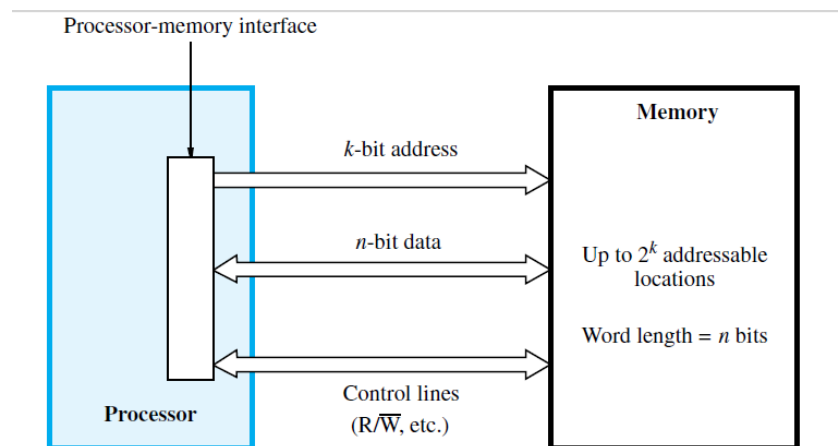 Processor-memory interface
Memory
k-bit address
n-bit data
Up to 2ᵏ addressable
locations
Word length = n bits
Control lines
(R/W̅, etc.)
Processor